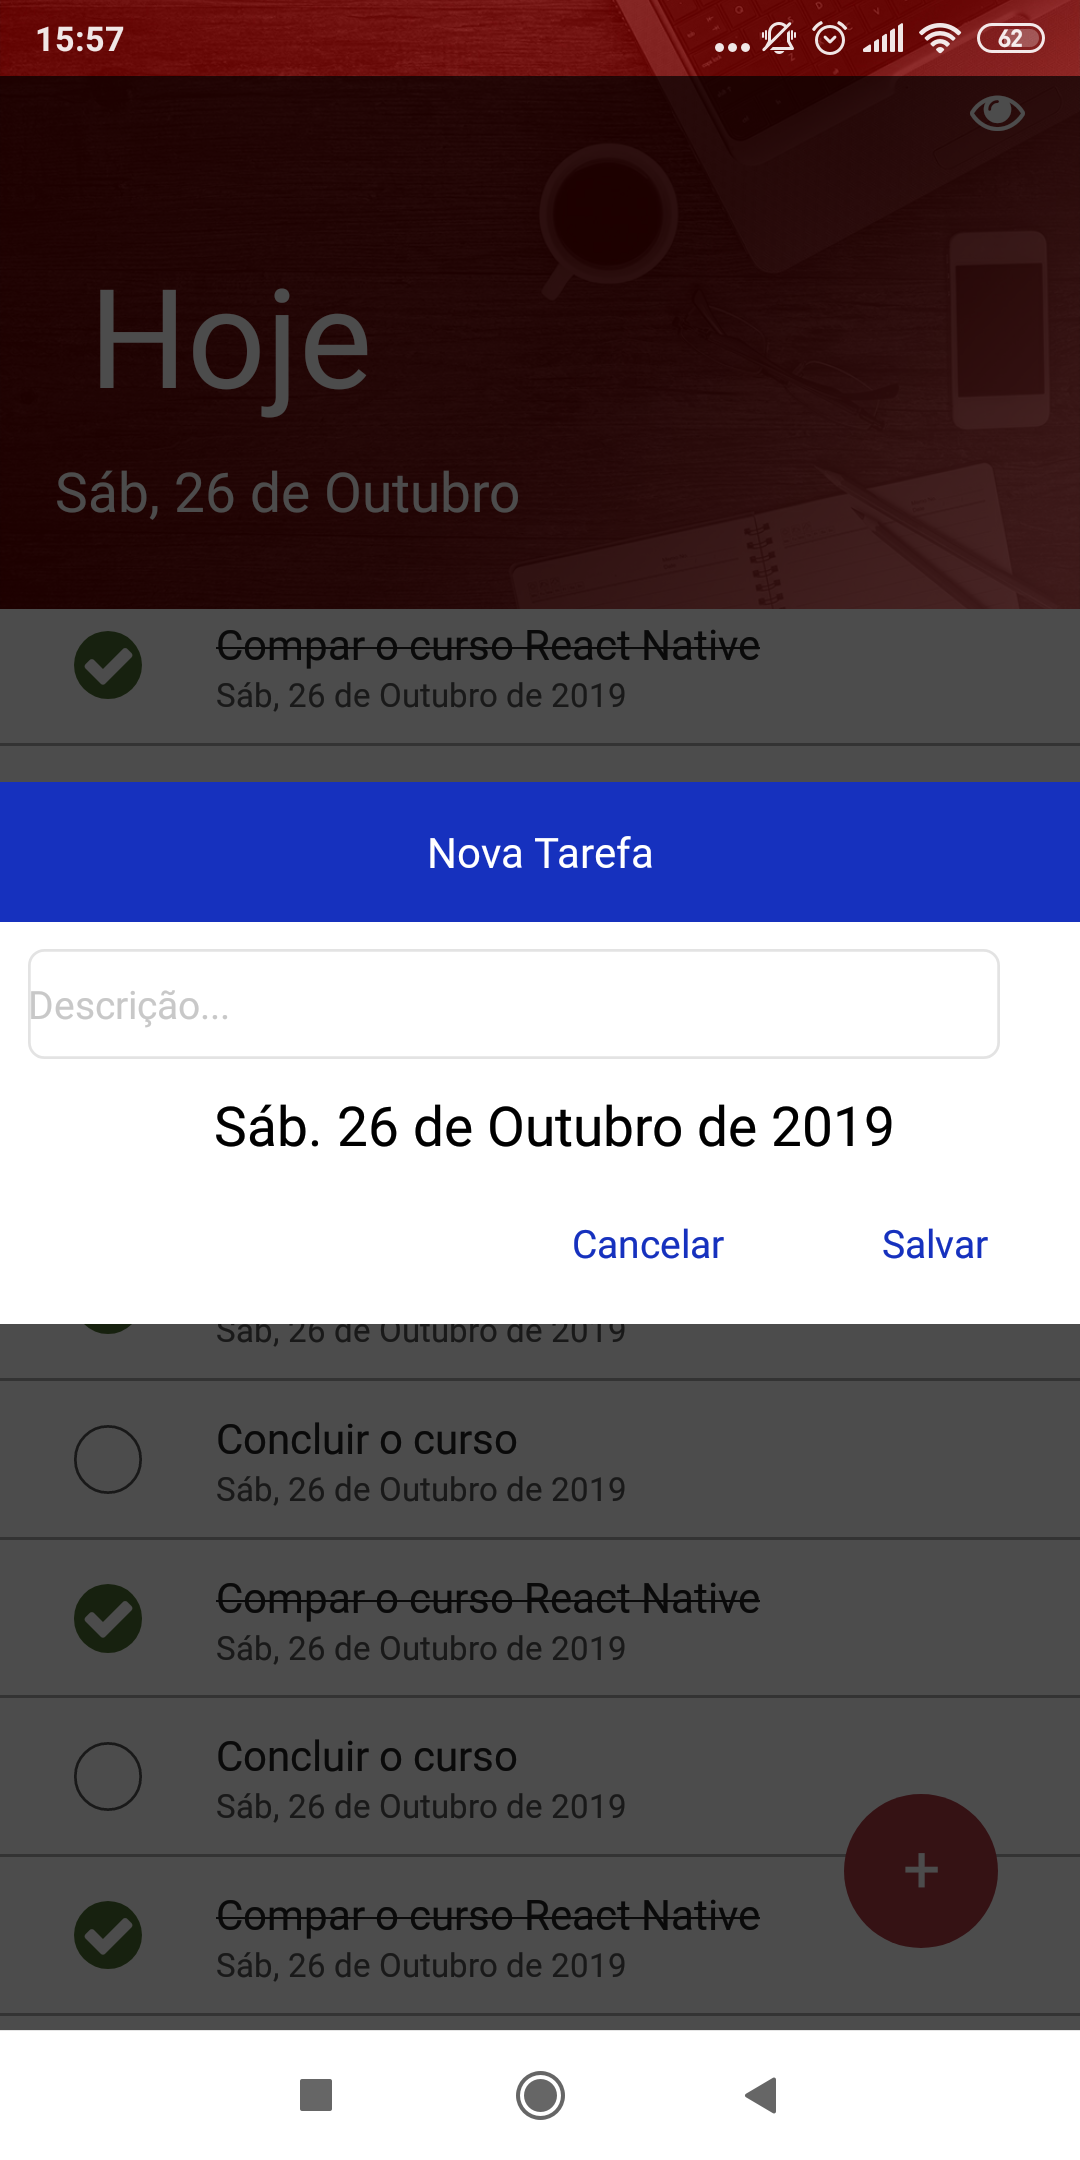 15:57
62
Hoje
Sáb, 26 de Outubro
Compar o curso React Native
Sáb, 26 de Outubro de 2019
Nova Tarefa
Descrição...
Sáb. 26 de Outubro de 2019
Cancelar
Salvar
Sáb, 26 de Outubro de 2019
Concluir o curso
Sáb, 26 de Outubro de 2019
Compar o curso React Native
Sáb, 26 de Outubro de 2019
Concluir o curso
Sáb, 26 de Outubro de 2019
+
Compar o curso React Native
Sáb, 26 de Outubro de 2019